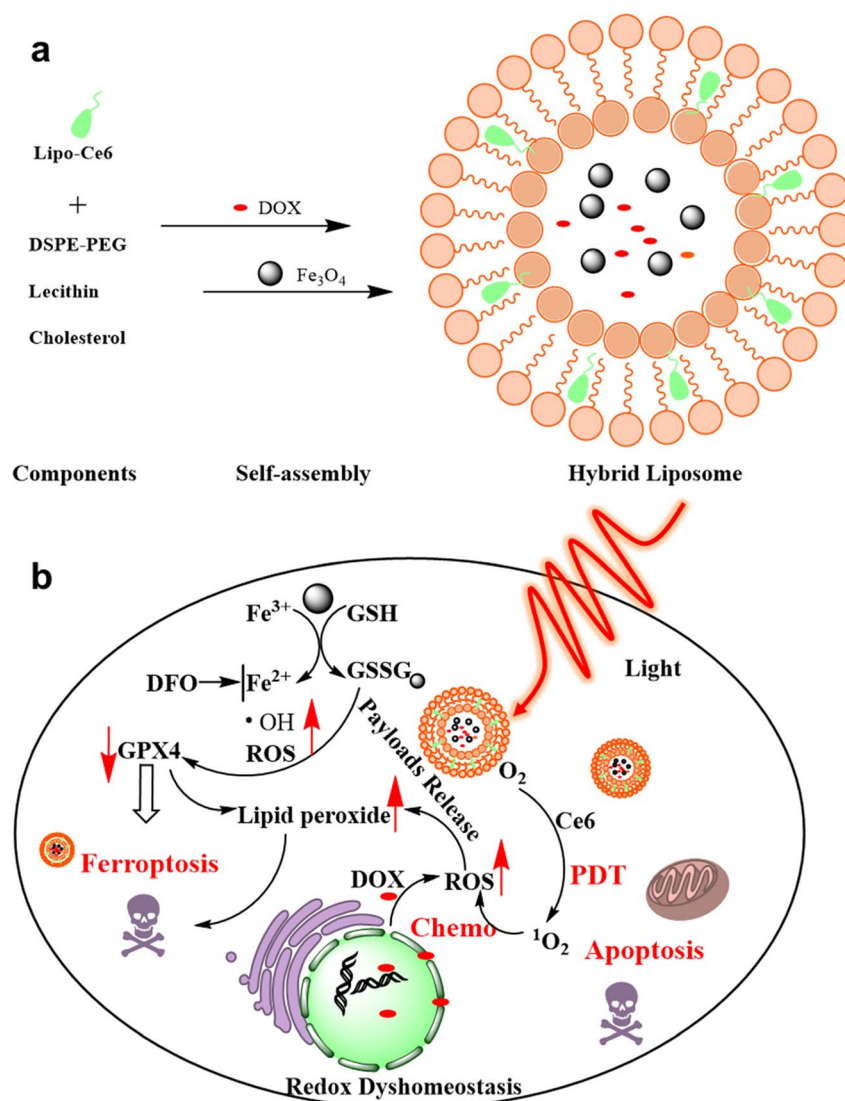 a
Lipo-Ce6
+
DSPE-PEG
Lecithin
Cholesterol
DOX
Fe₃O₄
Components
Self-assembly
Hybrid Liposome
b
Fe³⁺
GSH
DFO
Fe²⁺
GSSG
• OH
ROS
GPX4
Lipid peroxide
Ferroptosis
Payloads Release
Light
O₂
Ce6
PDT
¹O₂
Apoptosis
DOX
ROS
Chemo
Redox Dyshomeostasis